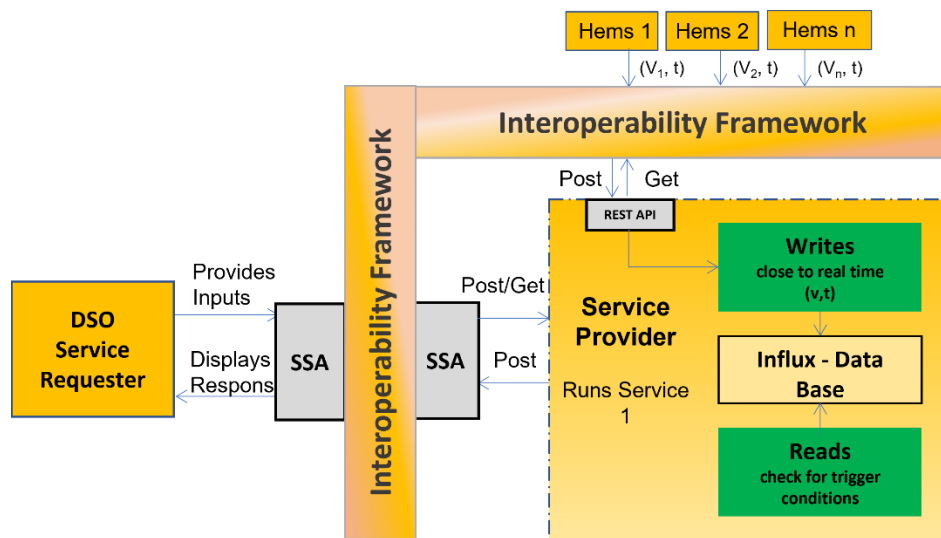 Hems 1
Hems 2
Hems n
(V1, t)
(V2, t)
(Vn, t)
Interoperability Framework
Interoperability Framework
Post
Get
REST API
Writes
close to real time
(v,t)
Provides
Inputs
Post/Get
Service
Provider
DSO
Service
Requester
SSA
SSA
Influx - Data
Base
Displays
Respons
Post
Runs Service
1
Reads
check for trigger
conditions